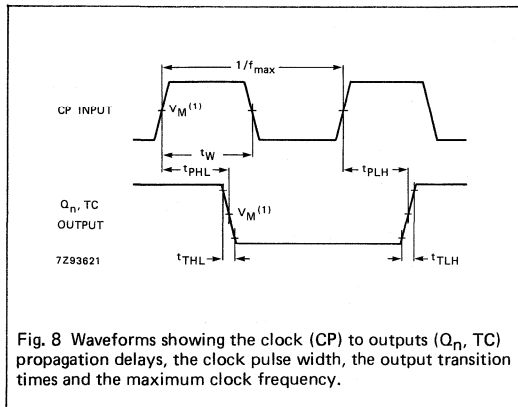 1/fmax
CP INPUT
VM(1)
tW
tPHL
tPLH
Qn, TC
OUTPUT
VM(1)
7Z93621
tTHL
tTLH
Fig. 8 Waveforms showing the clock (CP) to outputs (Qn, TC)
propagation delays, the clock pulse width, the output transition
times and the maximum clock frequency.